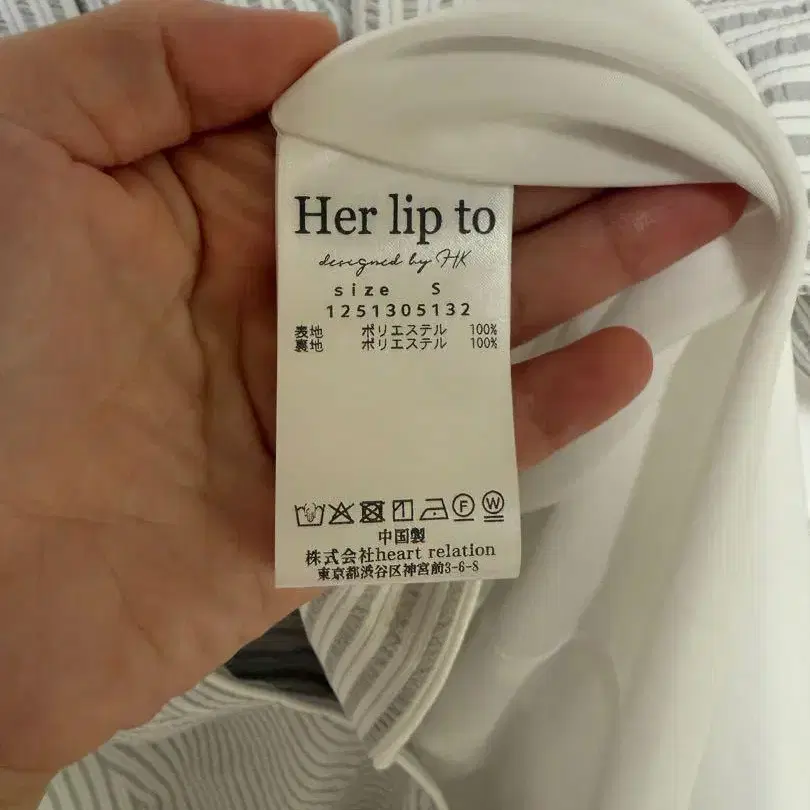 Her lip to
designed by HK
size S
1251305132
表地 ポリエステル 100%
裏地 ポリエステル 100%
F W
中国製
株式会社heart relation
東京都渋谷区神宮前3-6-8